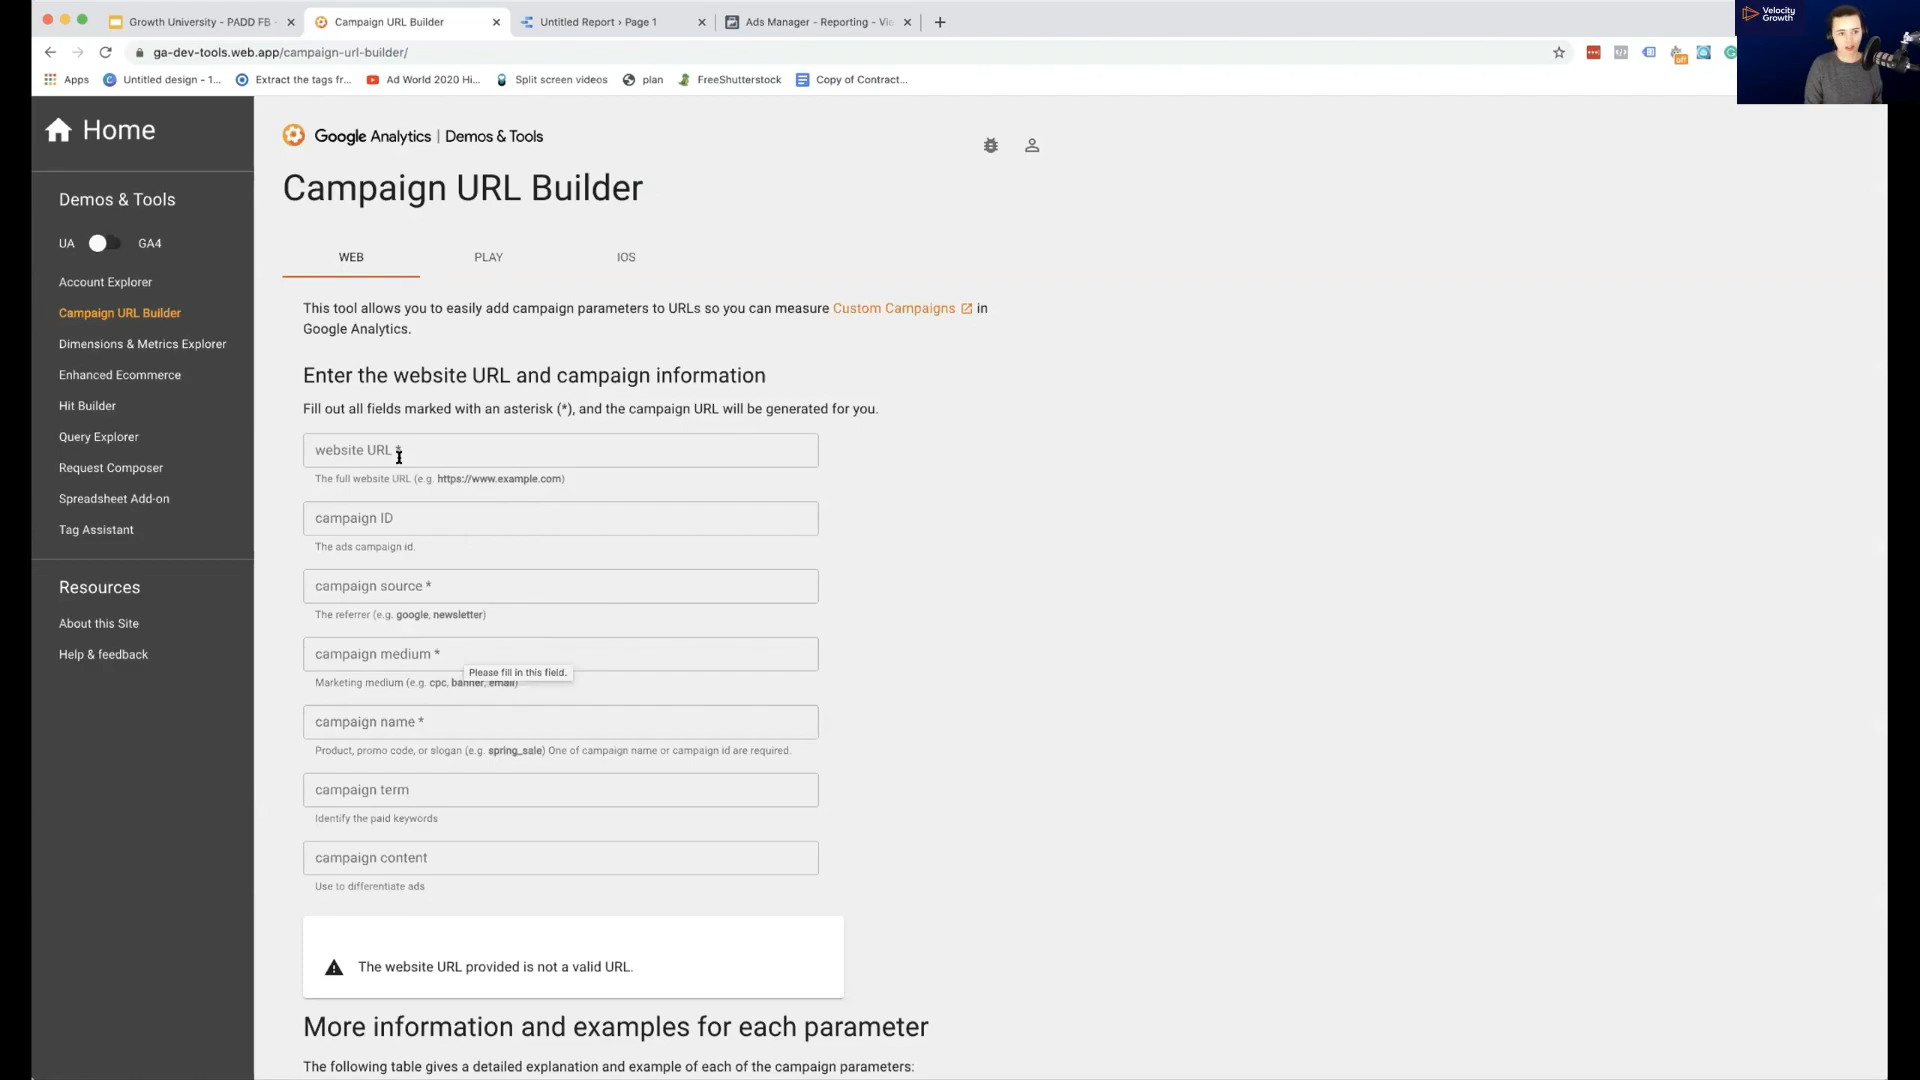 Growth University - PADD FB -
Campaign URL Builder
Untitled Report › Page 1
Ads Manager - Reporting - Vi
Velocity
Growth
ga-dev-tools.web.app/campaign-url-builder/
Apps
Untitled design - 1...
Extract the tags fr...
Ad World 2020 Hi...
Split screen videos
plan
FreeShutterstock
Copy of Contract...
Home
Google Analytics | Demos & Tools
Campaign URL Builder
Demos & Tools
UA
GA4
Account Explorer
Campaign URL Builder
Dimensions & Metrics Explorer
Enhanced Ecommerce
Hit Builder
Query Explorer
Request Composer
Spreadsheet Add-on
Tag Assistant
Resources
About this Site
Help & feedback
WEB
PLAY
IOS
This tool allows you to easily add campaign parameters to URLs so you can measure Custom Campaigns in
Google Analytics.
Enter the website URL and campaign information
Fill out all fields marked with an asterisk (*), and the campaign URL will be generated for you.
website URL *
The full website URL (e.g. https://www.example.com)
campaign ID
The ads campaign id.
campaign source *
The referrer (e.g. google, newsletter)
campaign medium *
Please fill in this field.
Marketing medium (e.g. cpc, banner, email)
campaign name *
Product, promo code, or slogan (e.g. spring_sale) One of campaign name or campaign id are required.
campaign term
Identify the paid keywords
campaign content
Use to differentiate ads
The website URL provided is not a valid URL.
More information and examples for each parameter
The following table gives a detailed explanation and example of each of the campaign parameters: